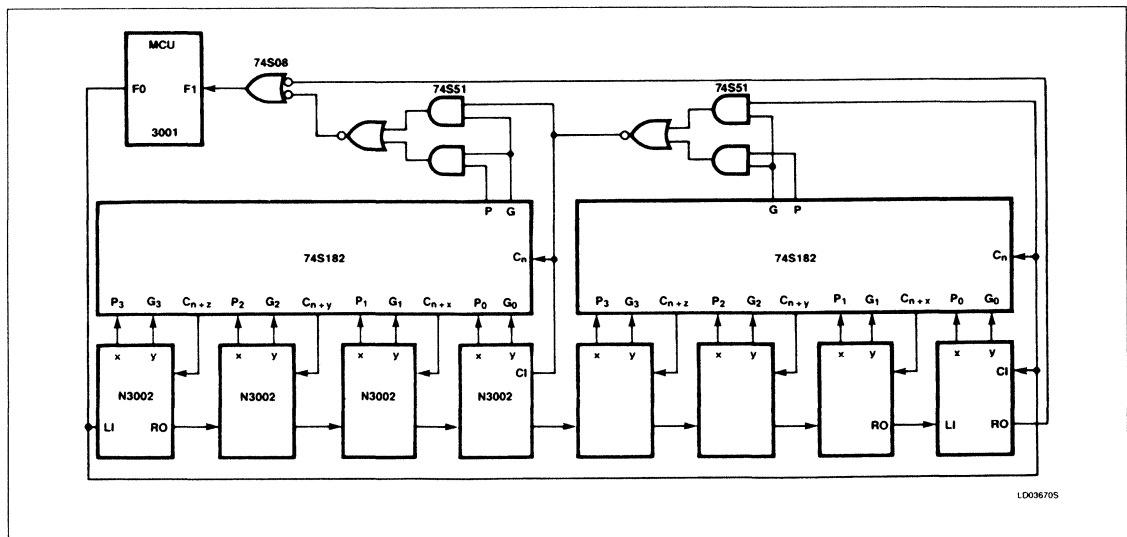 MCU
74S08
F0 F1
3001
74S51
74S51
P G
G P
74S182
Cn
74S182
Cn
P3 G3 Cn+z P2 G2 Cn+y P1 G1 Cn+x P0 G0
P3 G3 Cn+z P2 G2 Cn+y P1 G1 Cn+x P0 G0
x y x y x y x y x y x y x y x y
N3002 N3002 N3002 N3002
CI
CI
LI RO
RO LI RO
LD03670S